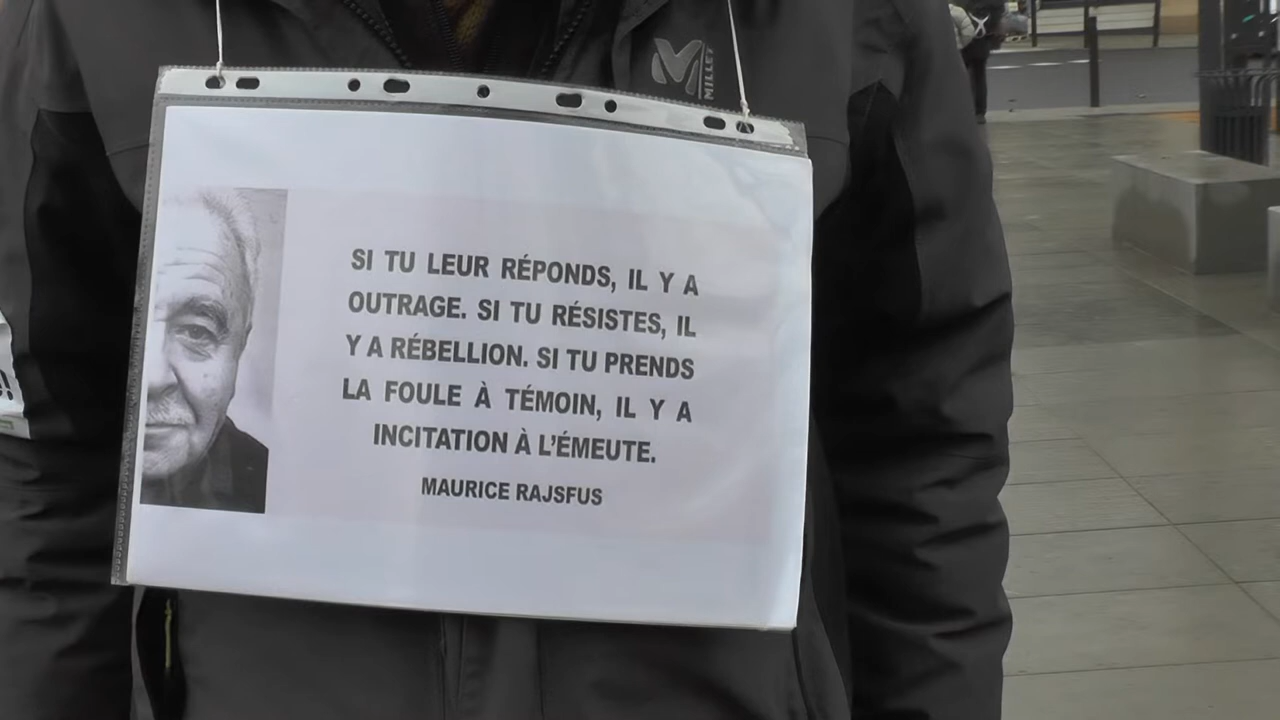 MILLET
SI TU LEUR RÉPONDS, IL Y A
OUTRAGE. SI TU RÉSISTES, IL
Y A RÉBELLION. SI TU PRENDS
LA FOULE À TÉMOIN, IL Y A
INCITATION À L'ÉMEUTE.
MAURICE RAJSFUS